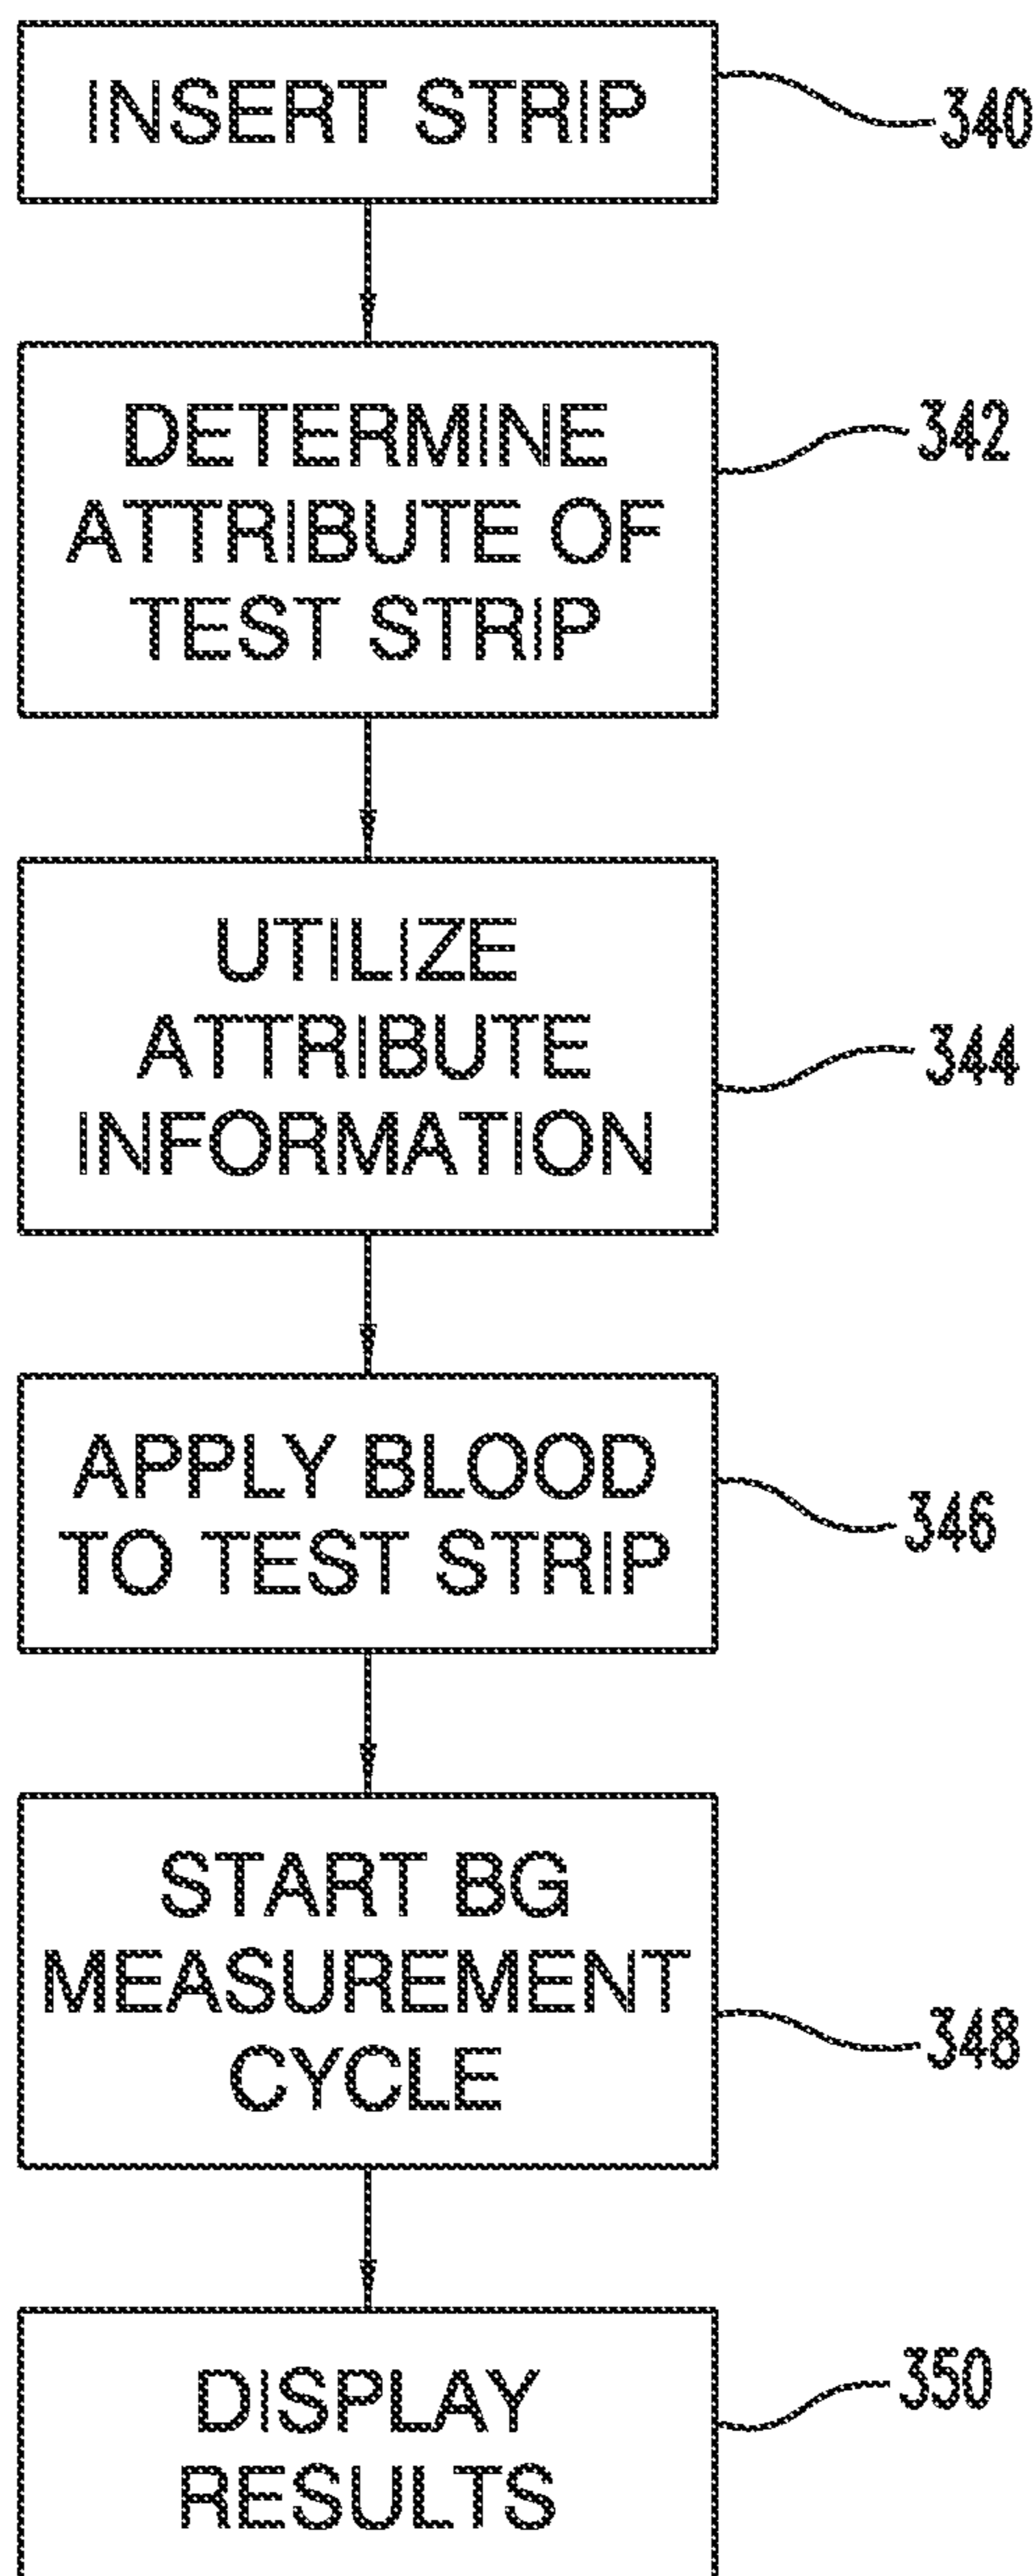 INSERT STRIP
340
DETERMINE
ATTRIBUTE OF
TEST STRIP
342
UTILIZE
ATTRIBUTE
INFORMATION
344
APPLY BLOOD
TO TEST STRIP
346
START BG
MEASUREMENT
CYCLE
348
DISPLAY
RESULTS
350